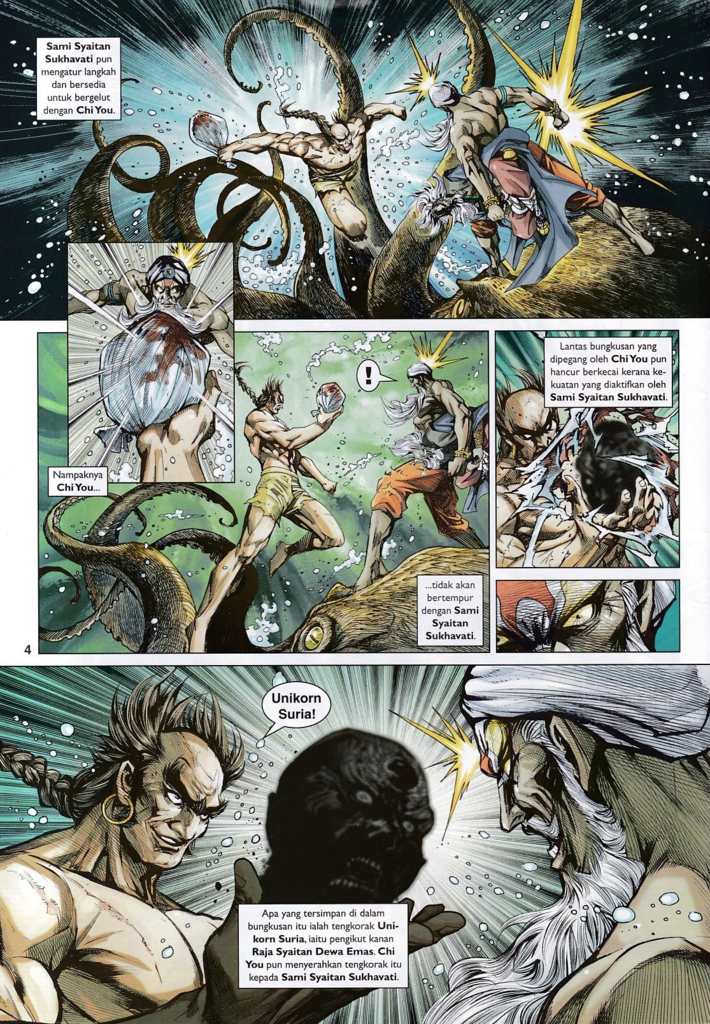 Sami Syaitan
Sukhavati pun
mengatur langkah
dan bersedia
untuk bergelut
dengan Chi You.
Nampaknya
Chi You...
!
...tidak akan
bertempur
dengan Sami
Syaitan
Sukhavati.
Lantas bungkusan yang
dipegang oleh Chi You pun
hancur berkecai kerana ke-
kuatan yang diaktifkan oleh
Sami Syaitan Sukhavati.
4
Unikorn
Suria!
Apa yang tersimpan di dalam
bungkusan itu ialah tengkorak Uni-
korn Suria, iaitu pengikut kanan
Raja Syaitan Dewa Emas. Chi
You pun menyerahkan tengkorak itu
kepada Sami Syaitan Sukhavati.